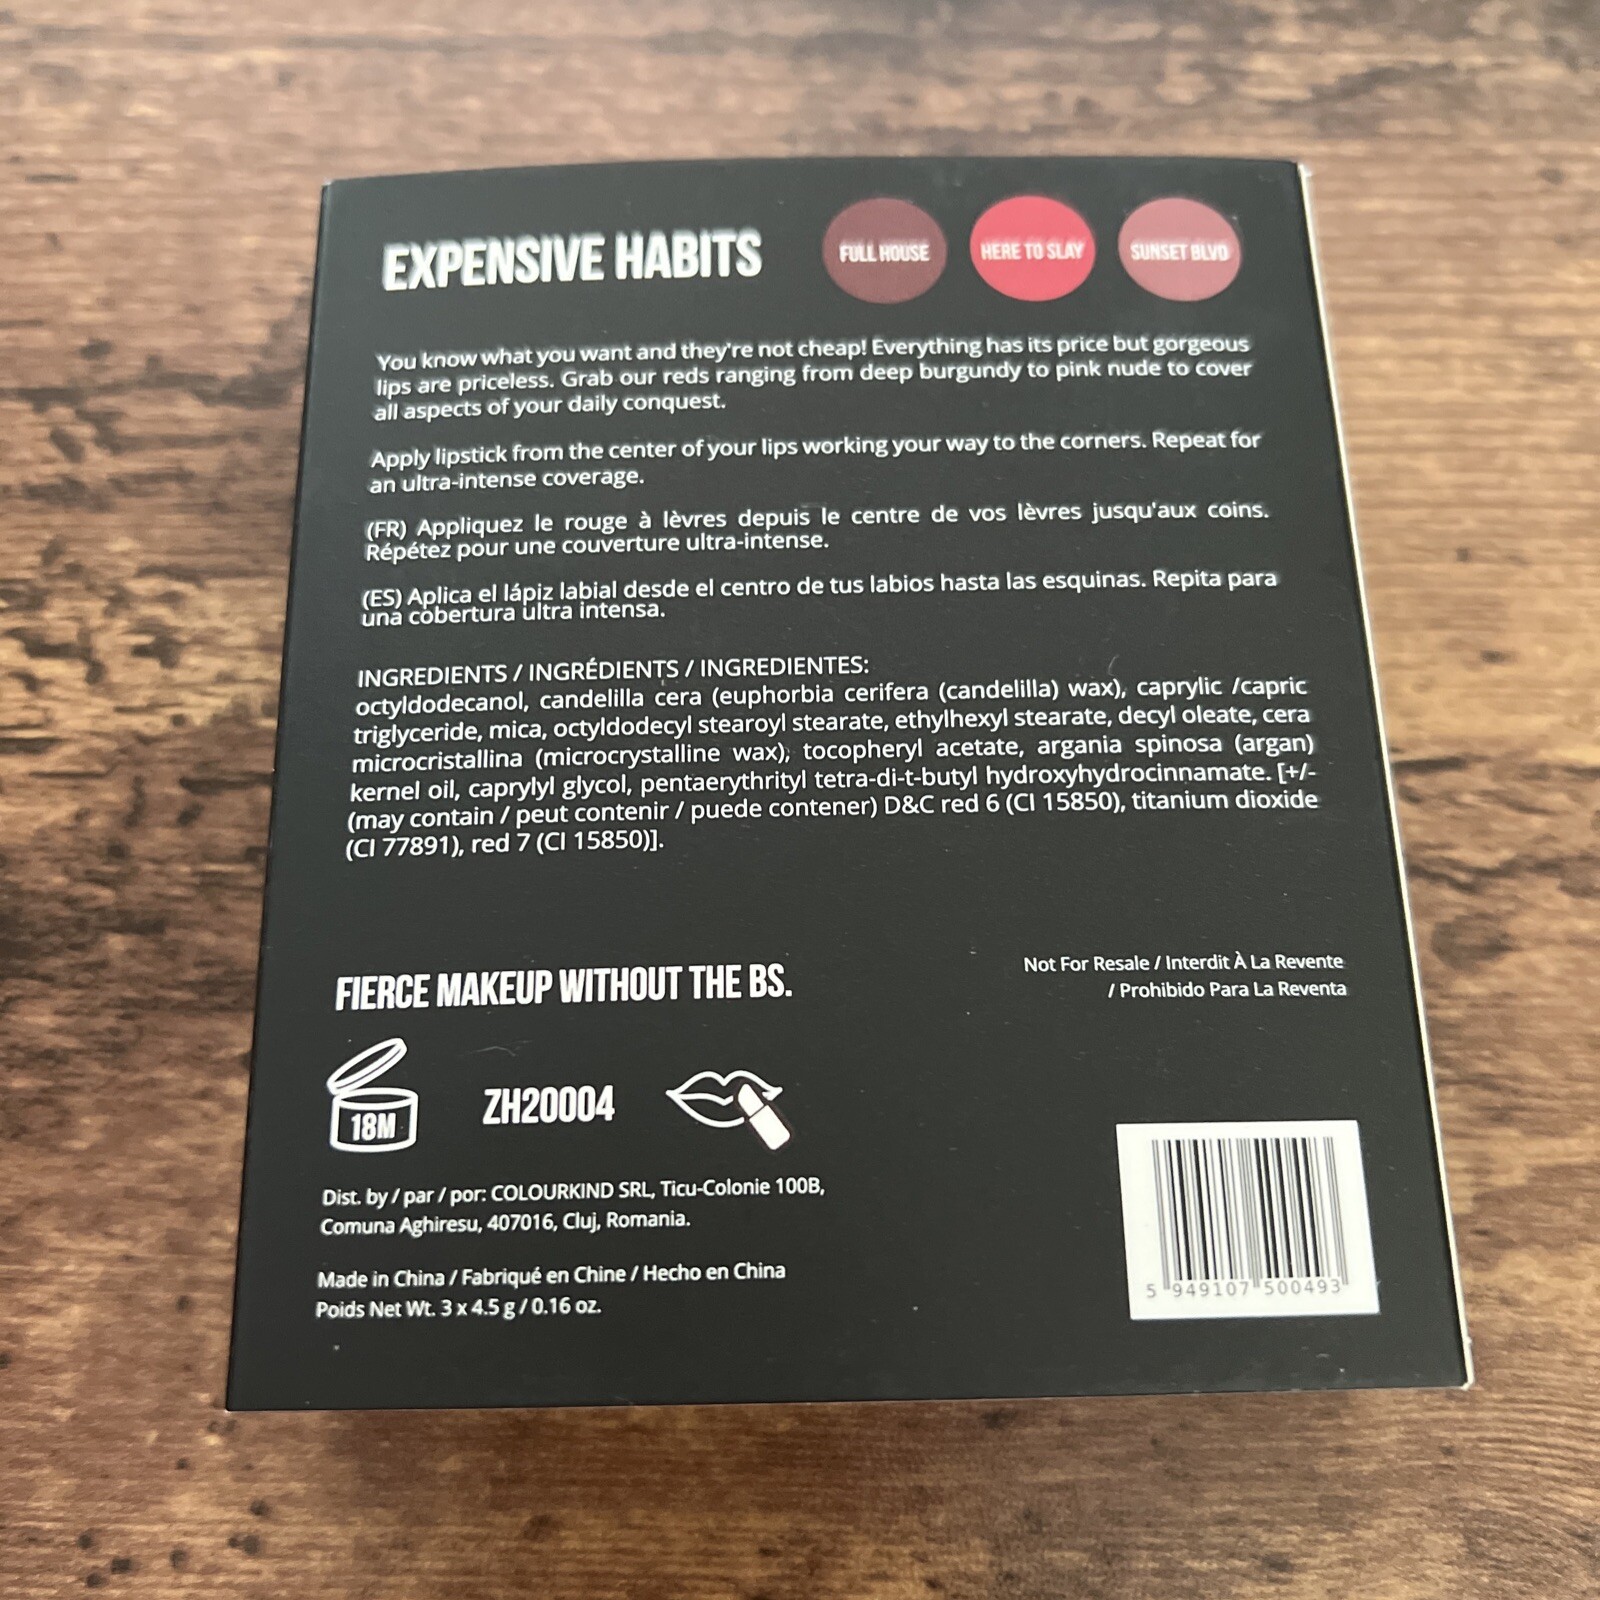 EXPENSIVE HABITS
FULL HOUSE
HERE TO SLAY
SUNSET BLVD
You know what you want and they're not cheap! Everything has its price but gorgeous
lips are priceless. Grab our reds ranging from deep burgundy to pink nude to cover
all aspects of your daily conquest.
Apply lipstick from the center of your lips working your way to the corners. Repeat for
an ultra-intense coverage.
(FR) Appliquez le rouge à lèvres depuis le centre de vos lèvres jusqu'aux coins.
Répétez pour une couverture ultra-intense.
(ES) Aplica el lápiz labial desde el centro de tus labios hasta las esquinas. Repita para
una cobertura ultra intensa.
INGREDIENTS / INGRÉDIENTS / INGREDIENTES:
octyldodecanol, candelilla cera (euphorbia cerifera (candelilla) wax), caprylic /capric
triglyceride, mica, octyldodecyl stearoyl stearate, ethylhexyl stearate, decyl oleate, cera
microcristallina (microcrystalline wax), tocopheryl acetate, argania spinosa (argan)
kernel oil, caprylyl glycol, pentaerythrityl tetra-di-t-butyl hydroxyhydrocinnamate. [+/-
(may contain / peut contenir / puede contener) D&C red 6 (CI 15850), titanium dioxide
(CI 77891), red 7 (CI 15850)].
FIERCE MAKEUP WITHOUT THE BS.
Not For Resale / Interdit À La Revente
/ Prohibido Para La Reventa
18M
ZH20004
Dist. by / par / por: COLOURKIND SRL, Ticu-Colonie 100B,
Comuna Aghiresu, 407016, Cluj, Romania.
Made in China / Fabriqué en Chine / Hecho en China
Poids Net Wt. 3 x 4.5 g / 0.16 oz.
5 949107 500493